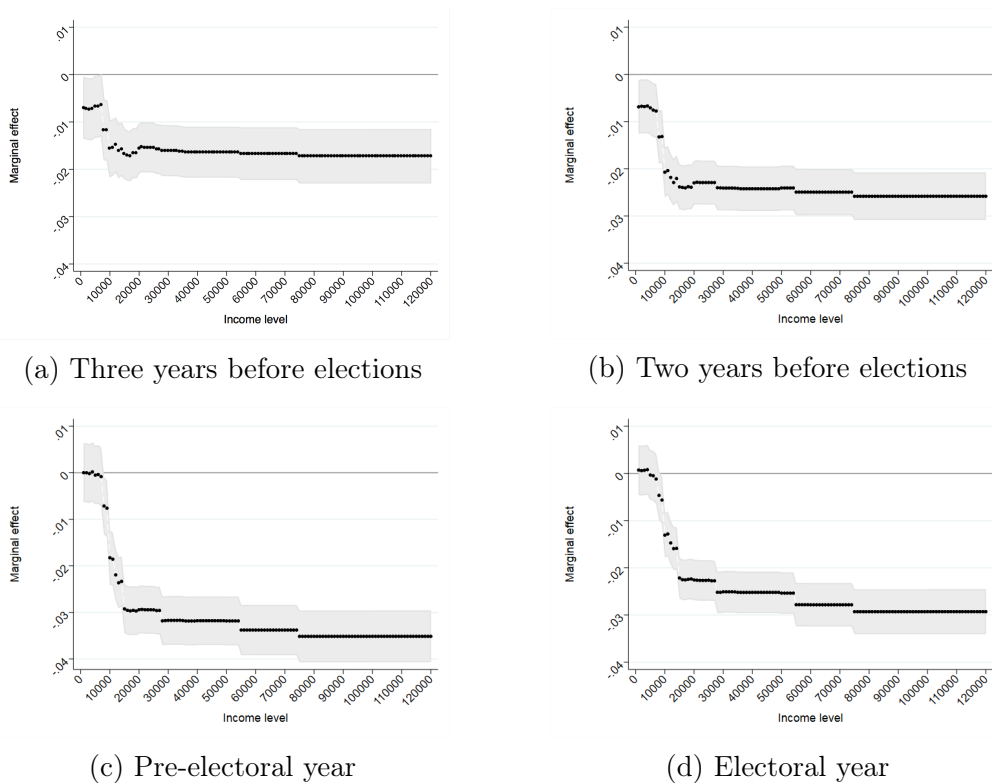 Marginal effect
.01
0
-.01
-.02
-.03
-.04
0 10000 20000 30000 40000 50000 60000 70000 80000 90000 100000 110000 120000
Income level
(a) Three years before elections
Marginal effect
.01
0
-.01
-.02
-.03
-.04
0 10000 20000 30000 40000 50000 60000 70000 80000 90000 100000 110000 120000
Income level
(b) Two years before elections
Marginal effect
.01
0
-.01
-.02
-.03
-.04
0 10000 20000 30000 40000 50000 60000 70000 80000 90000 100000 110000 120000
Income level
(c) Pre-electoral year
Marginal effect
.01
0
-.01
-.02
-.03
-.04
0 10000 20000 30000 40000 50000 60000 70000 80000 90000 100000 110000 120000
Income level
(d) Electoral year